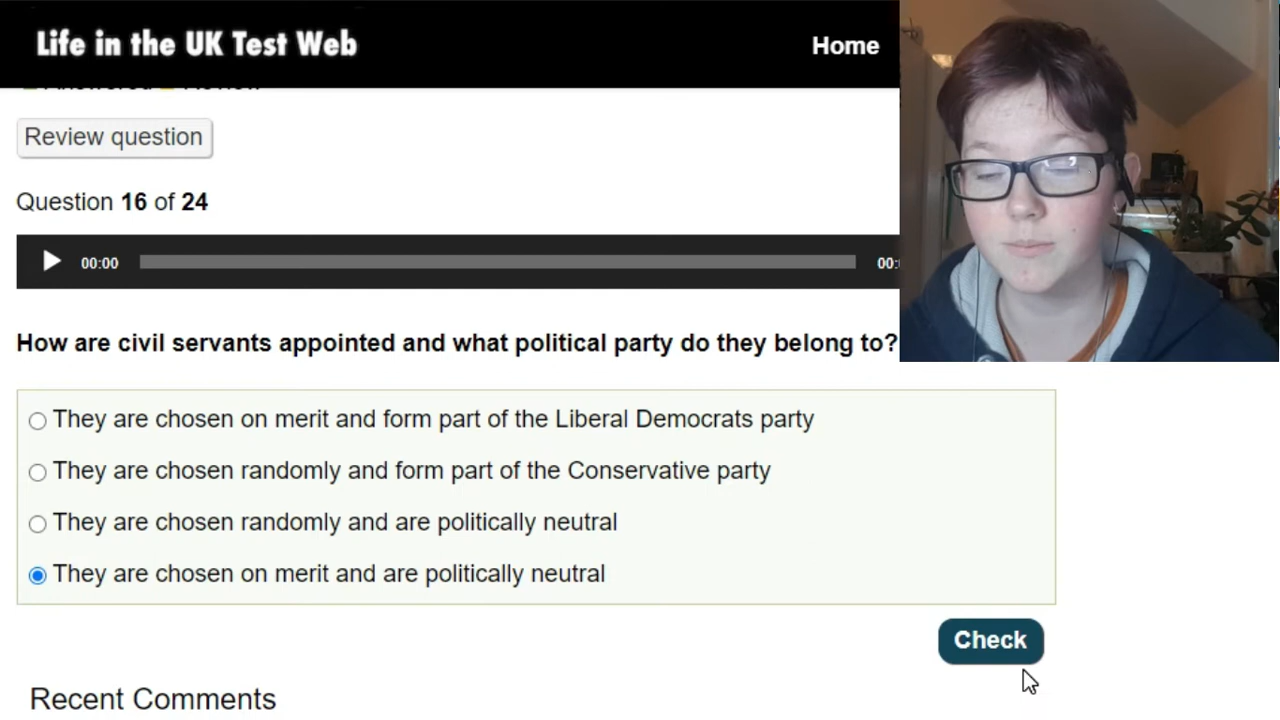 Life in the UK Test Web
Home
Answered Review
Review question
Question 16 of 24
00:00
How are civil servants appointed and what political party do they belong to?
They are chosen on merit and form part of the Liberal Democrats party
They are chosen randomly and form part of the Conservative party
They are chosen randomly and are politically neutral
They are chosen on merit and are politically neutral
Check
Recent Comments